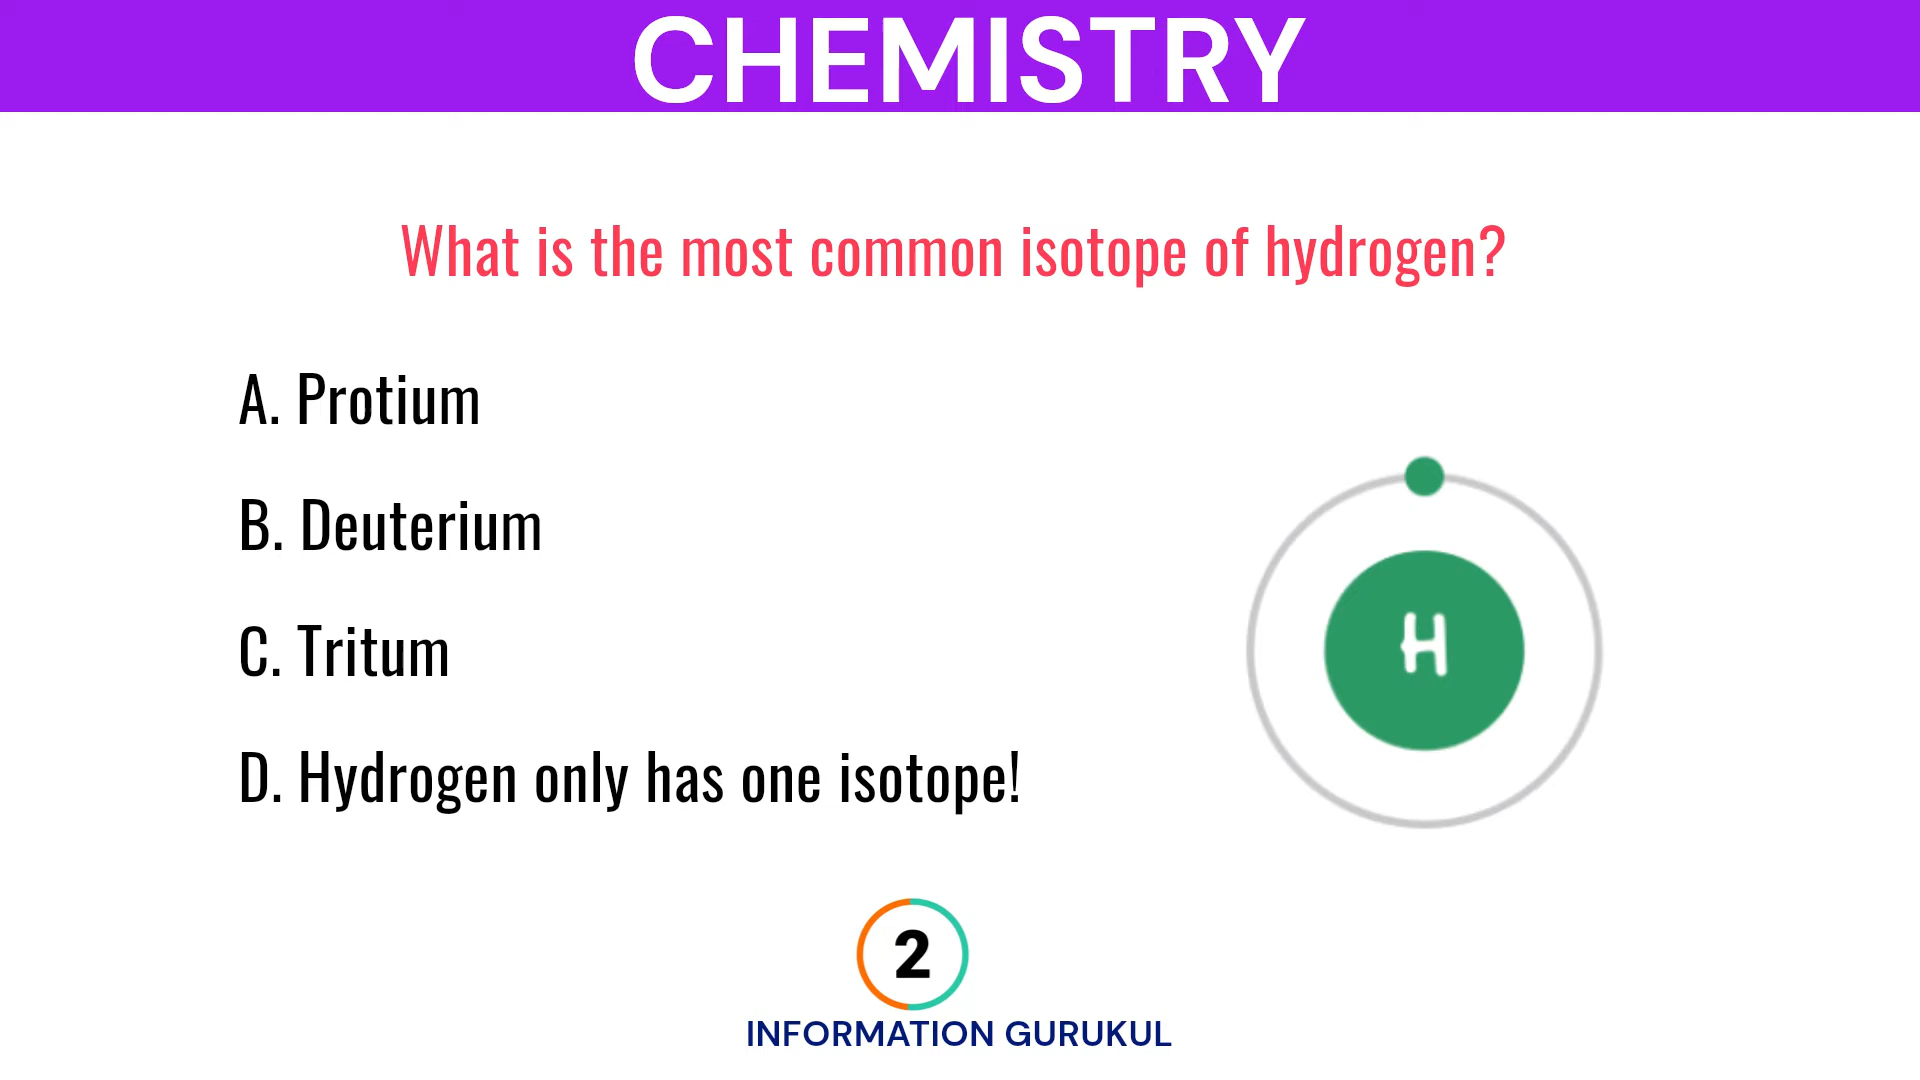 CHEMISTRY
What is the most common isotope of hydrogen?
A. Protium
B. Deuterium
C. Tritum
D. Hydrogen only has one isotope!
H
2
INFORMATION GURUKUL